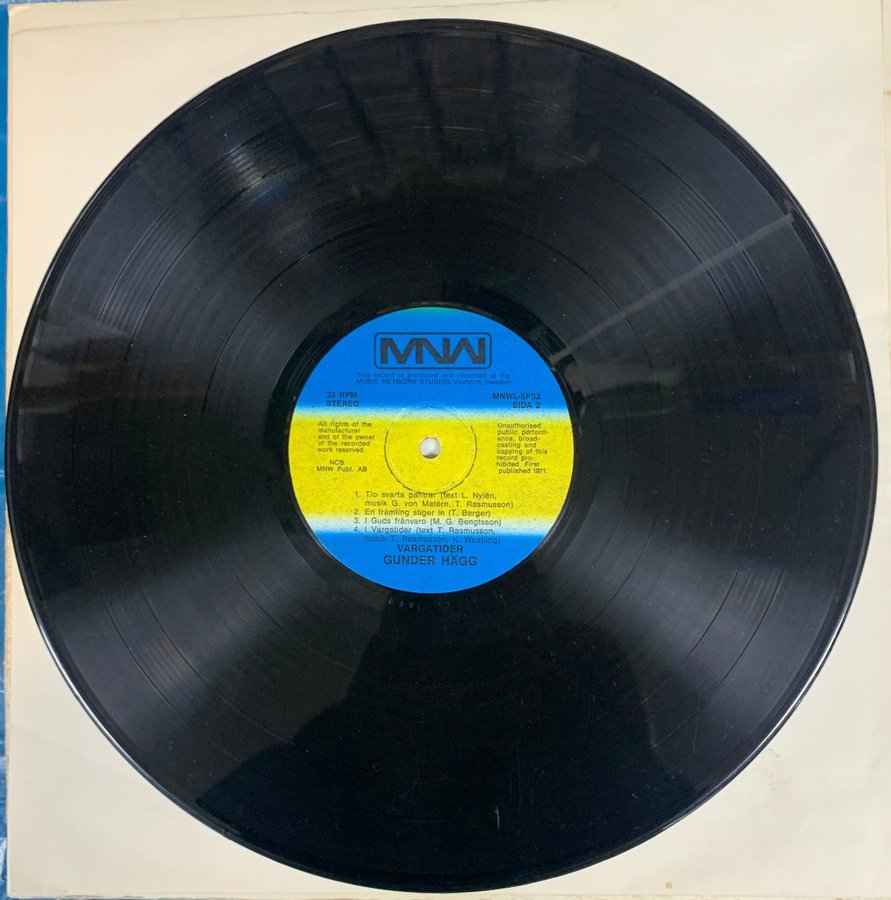 MNW
This record is produced and recorded at the
MUSIC NETWORK STUDIOS, Vaxholm, Sweden
33 RPM
STEREO
MNWL-5P52
SIDA 2
All rights of the
manufacturer
and of the owner
of the recorded
work reserved.
NCB
MNW Publ. AB
Unauthorised
public perform-
ance, broad-
casting and
copying of this
record pro-
hibited. First
published 1971.
1. Tio svarta pantrar (text L. Nylén,
musik G. von Matérn, T. Rasmusson)
2. En främling stiger in (T. Berger)
3. I Guds frånvaro (M. G. Bengtsson)
4. I Vargatider (text T. Rasmusson,
musik T. Rasmusson, K. Westling)
VARGATIDER
GUNDER HÄGG